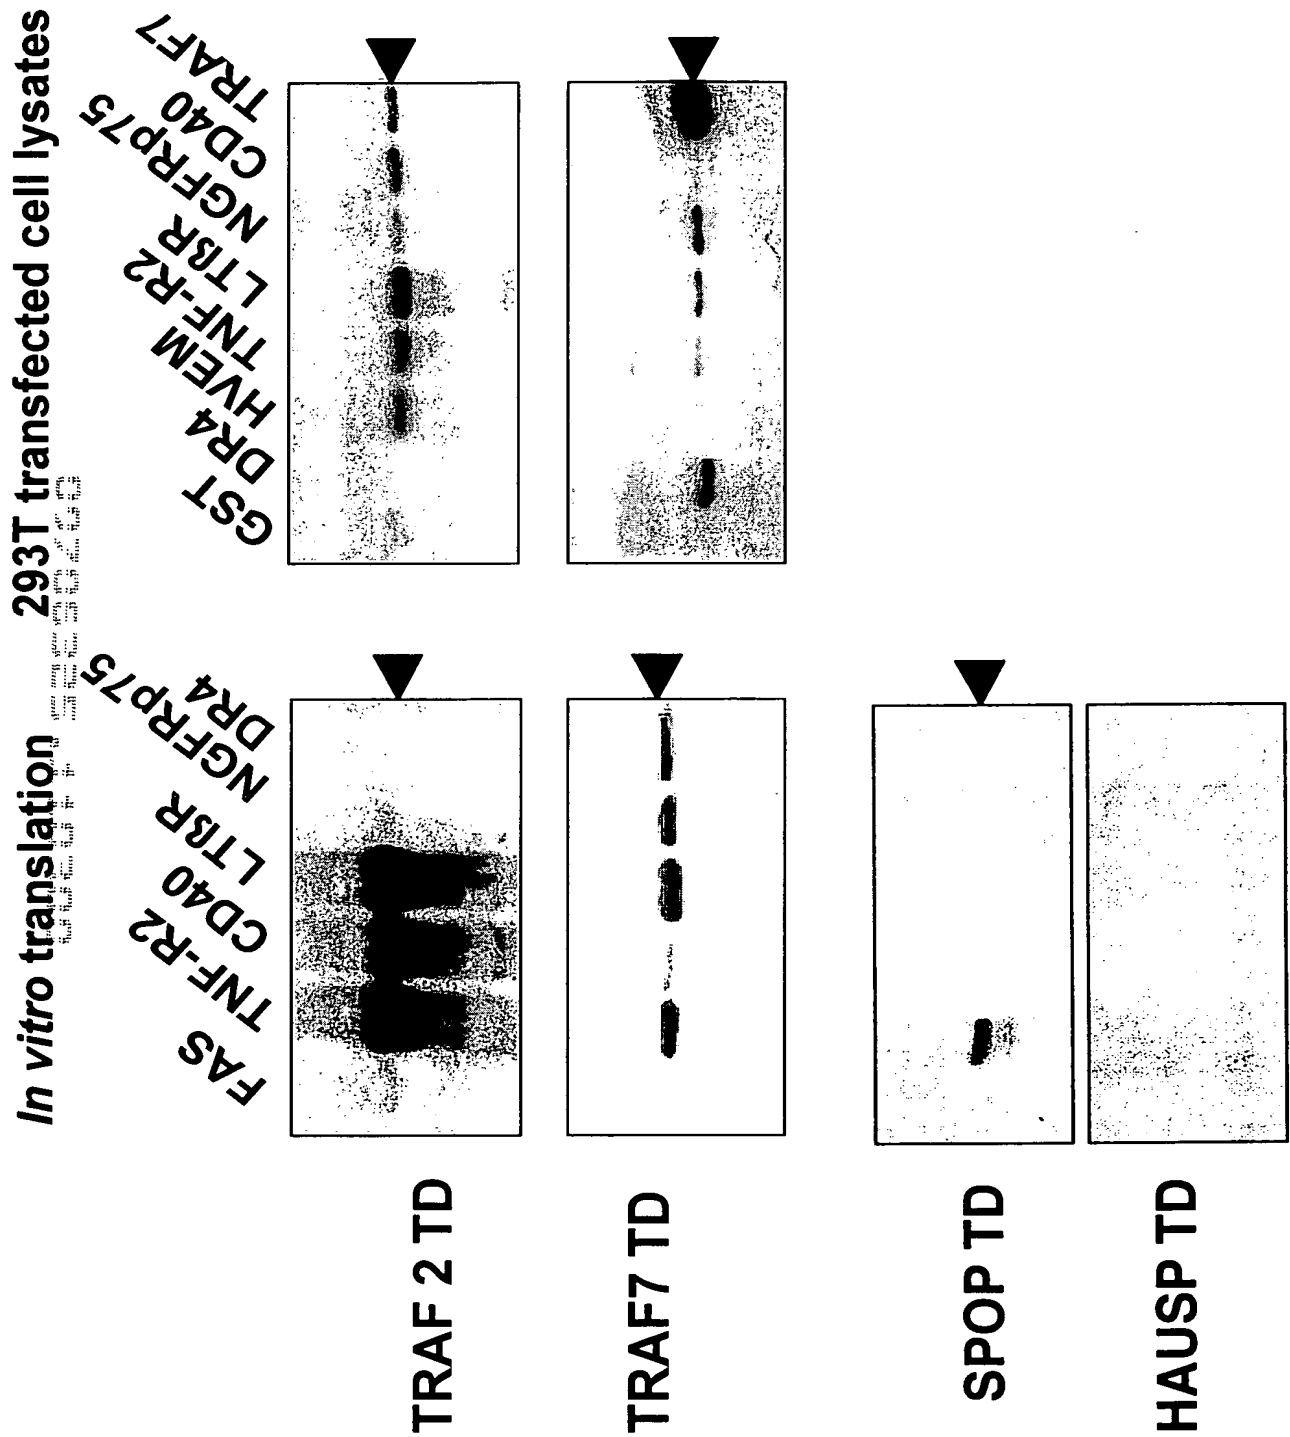 In vitro translation
293T transfected cell lysates
FAS
TNF-R2
CD40
LTβR
NGFRp75
DR4
GST
DR4
HVEM
TNF-R2
LTβR
NGFRp75
CD40
TRAF7
TRAF 2 TD
TRAF7 TD
SPOP TD
HAUSP TD